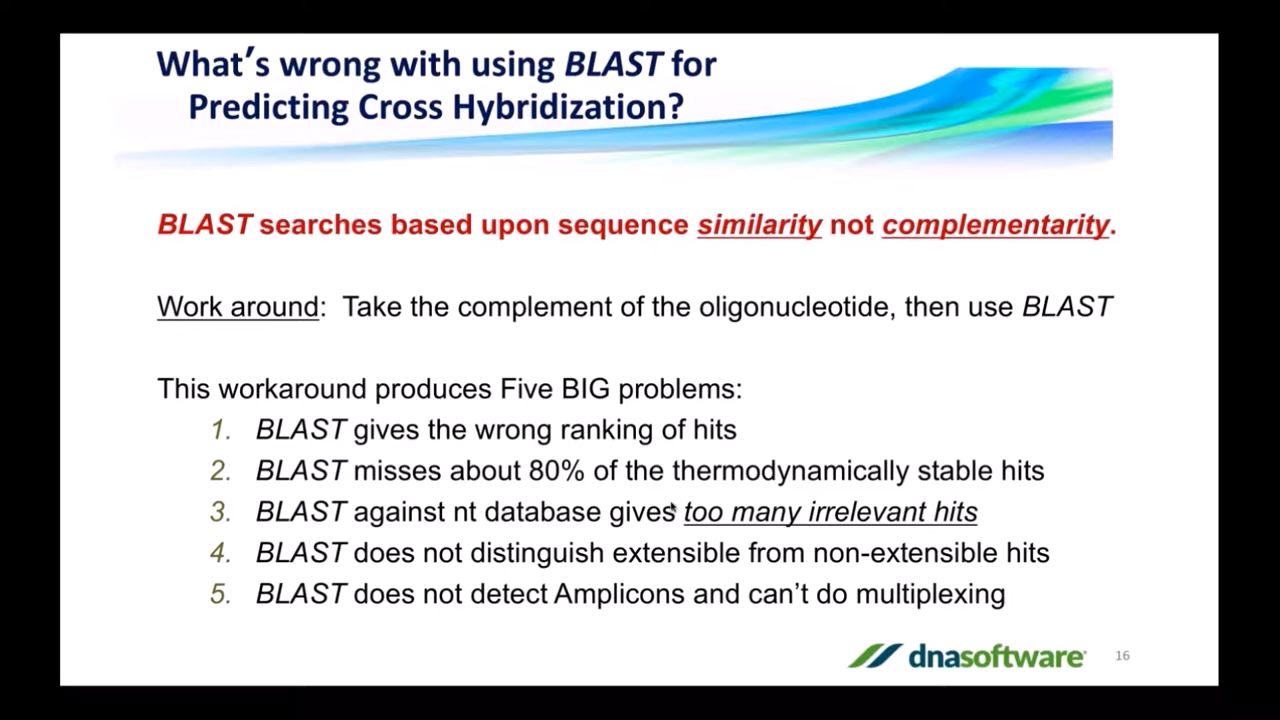 What's wrong with using BLAST for
Predicting Cross Hybridization?
BLAST searches based upon sequence similarity not complementarity.
Work around: Take the complement of the oligonucleotide, then use BLAST
This workaround produces Five BIG problems:
1. BLAST gives the wrong ranking of hits
2. BLAST misses about 80% of the thermodynamically stable hits
3. BLAST against nt database gives too many irrelevant hits
4. BLAST does not distinguish extensible from non-extensible hits
5. BLAST does not detect Amplicons and can't do multiplexing
dnasoftware 16